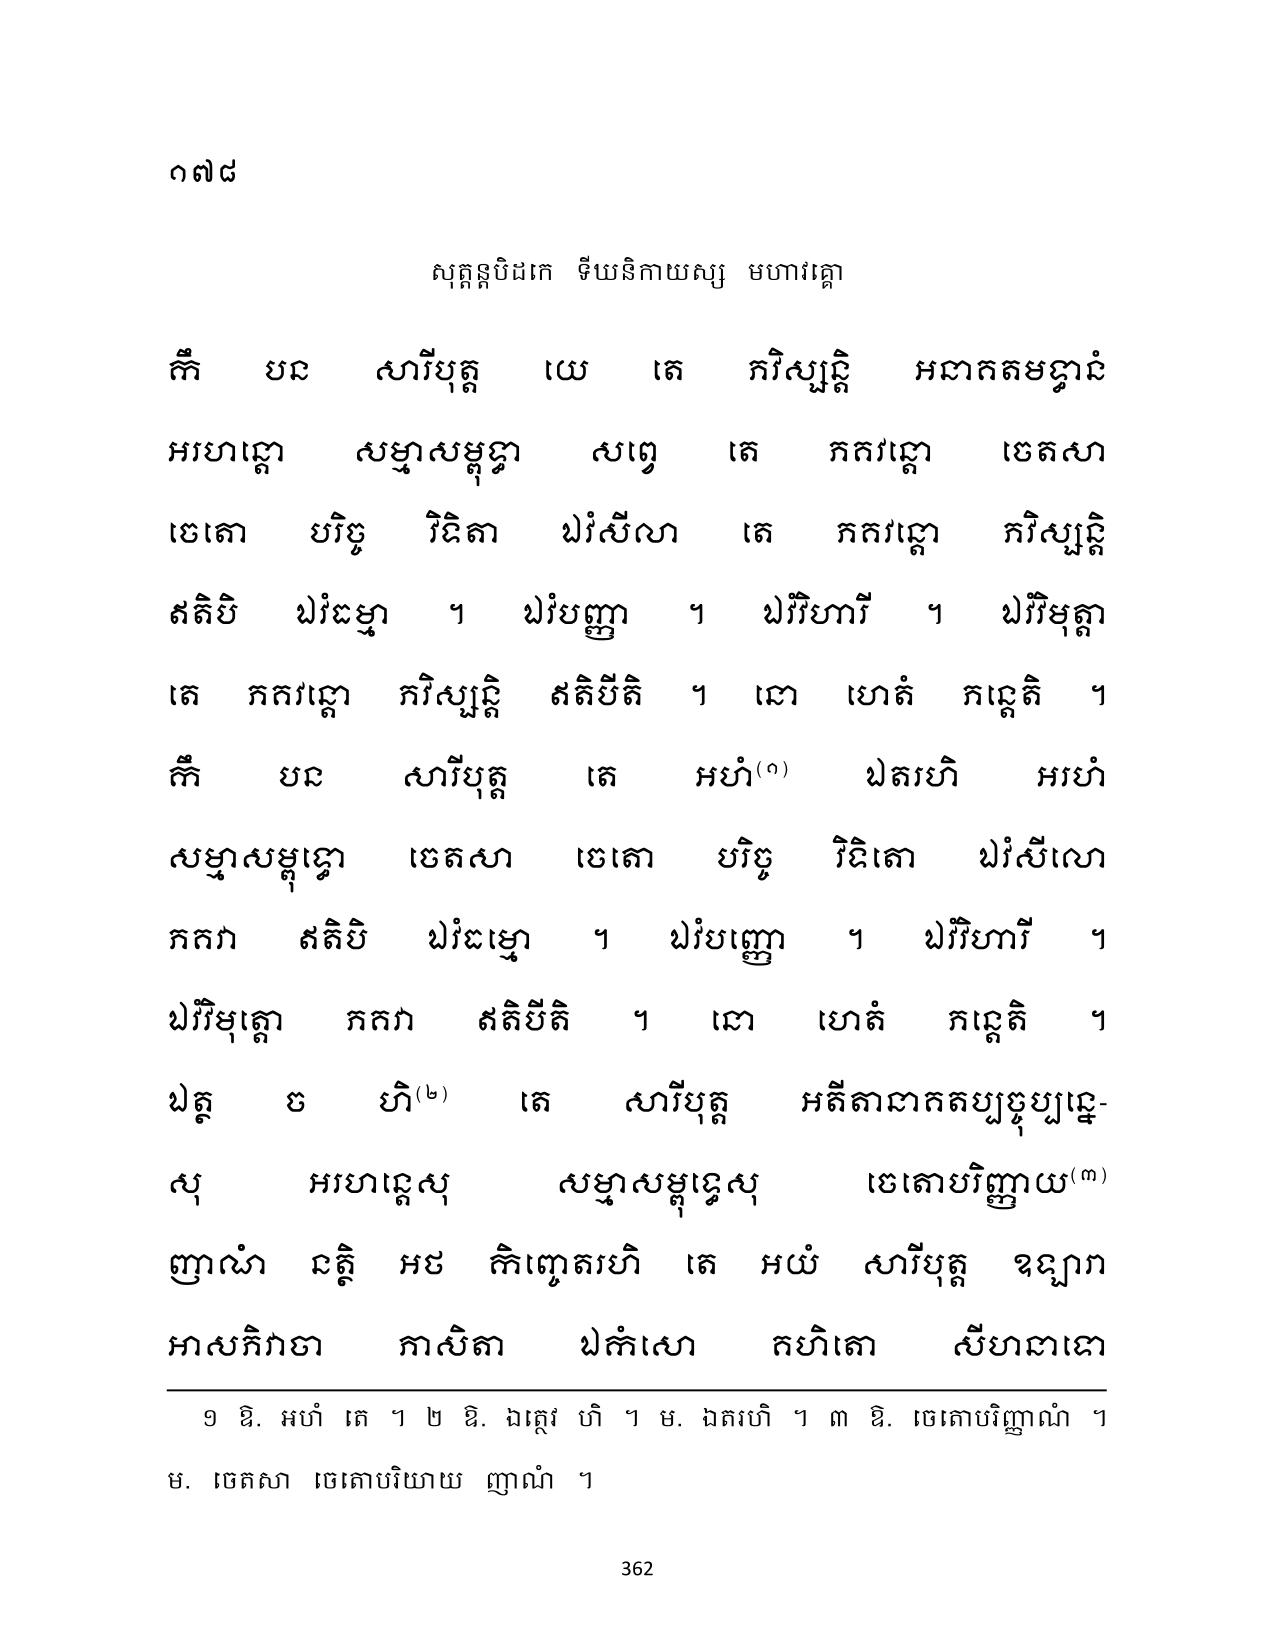 ១៧៨
សុត្តន្តបិដកេ ទីឃនិកាយស្ស មហាវគ្គោ
កឹ បន សារីបុត្ត យេ តេ ភវិស្សន្តិ អនាគតមទ្ធានំ
អរហន្តោ សម្មាសម្ពុទ្ធា សព្វេ តេ ភគវន្តោ ចេតសា
ចេតោ បរិច្ច វិទិតា ឯវំសីលា តេ ភគវន្តោ ភវិស្សន្តិ
ឥតិបិ ឯវំធម្មា ។ ឯវំបញ្ញា ។ ឯវំវិហារី ។ ឯវំវិមុត្តា
តេ ភគវន្តោ ភវិស្សន្តិ ឥតិបីតិ ។ នោ ហេតំ ភន្តេតិ ។
កឹ បន សារីបុត្ត តេ អហំ(១) ឯតរហិ អរហំ
សម្មាសម្ពុទ្ធោ ចេតសា ចេតោ បរិច្ច វិទិតោ ឯវំសីលោ
ភគវា ឥតិបិ ឯវំធម្មោ ។ ឯវំបញ្ញោ ។ ឯវំវិហារី ។
ឯវំវិមុត្តោ ភគវា ឥតិបីតិ ។ នោ ហេតំ ភន្តេតិ ។
ឯត្ថ ច ហិ(២) តេ សារីបុត្ត អតីតានាគតប្បច្ចុប្បន្នេ-
សុ អរហន្តេសុ សម្មាសម្ពុទ្ធេសុ ចេតោបរិញ្ញាយ(៣)
ញាណំ នត្ថិ អថ កិញ្ចេតរហិ តេ អយំ សារីបុត្ត ឧឡារា
អាសភិវាចា ភាសិតា ឯកំសោ គហិតោ សីហនាទោ
១ ឱ. អហំ តេ ។ ២ ឱ. ឯត្ថេវ ហិ ។ ម. ឯតរហិ ។ ៣ ឱ. ចេតោបរិញ្ញាណំ ។
ម. ចេតសា ចេតោបរិយាយ ញាណំ ។
362